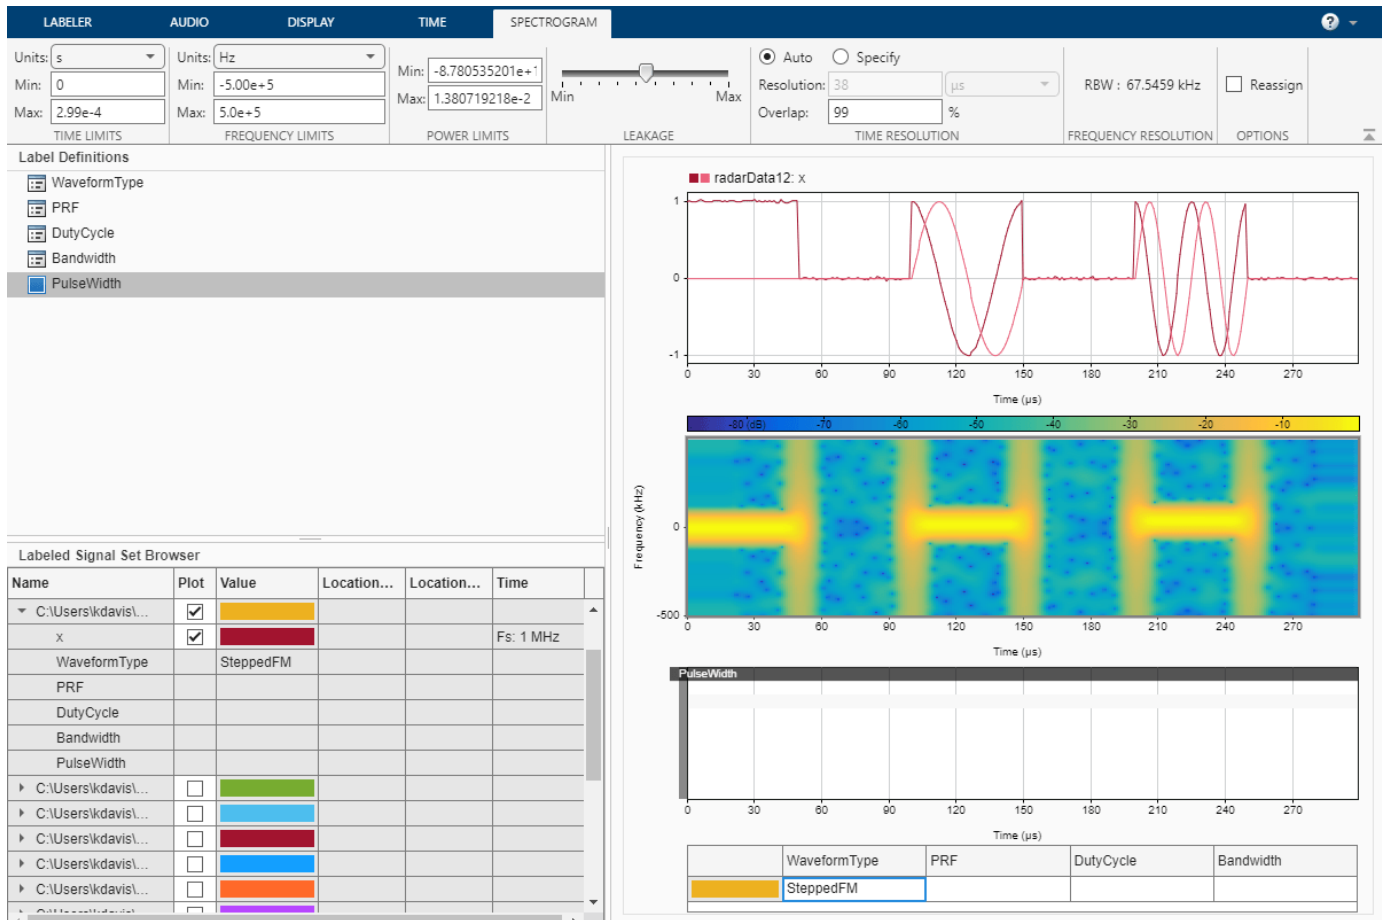 LABELER AUDIO DISPLAY TIME SPECTROGRAM ?
Units: s Units: Hz Min: -8.780535201e+1 Auto Specify
Min: 0 Min: -5.00e+5 Max: 1.380719218e-2 Min Max Resolution: 38 µs RBW : 67.5459 kHz Reassign
Max: 2.99e-4 Max: 5.0e+5 Overlap: 99 %
TIME LIMITS FREQUENCY LIMITS POWER LIMITS LEAKAGE TIME RESOLUTION FREQUENCY RESOLUTION OPTIONS
Label Definitions
WaveformType
PRF
DutyCycle
Bandwidth
PulseWidth
Labeled Signal Set Browser
Name Plot Value Location... Location... Time
C:\Users\kdavis\...
x Fs: 1 MHz
WaveformType SteppedFM
PRF
DutyCycle
Bandwidth
PulseWidth
C:\Users\kdavis\...
C:\Users\kdavis\...
C:\Users\kdavis\...
C:\Users\kdavis\...
C:\Users\kdavis\...
radarData12: x
1
0
-1
0 30 60 90 120 150 180 210 240 270
Time (µs)
-80 (dB) -70 -60 -50 -40 -30 -20 -10
Frequency (kHz)
0
-500
0 30 60 90 120 150 180 210 240 270
Time (µs)
PulseWidth
0 30 60 90 120 150 180 210 240 270
Time (µs)
WaveformType PRF DutyCycle Bandwidth
SteppedFM